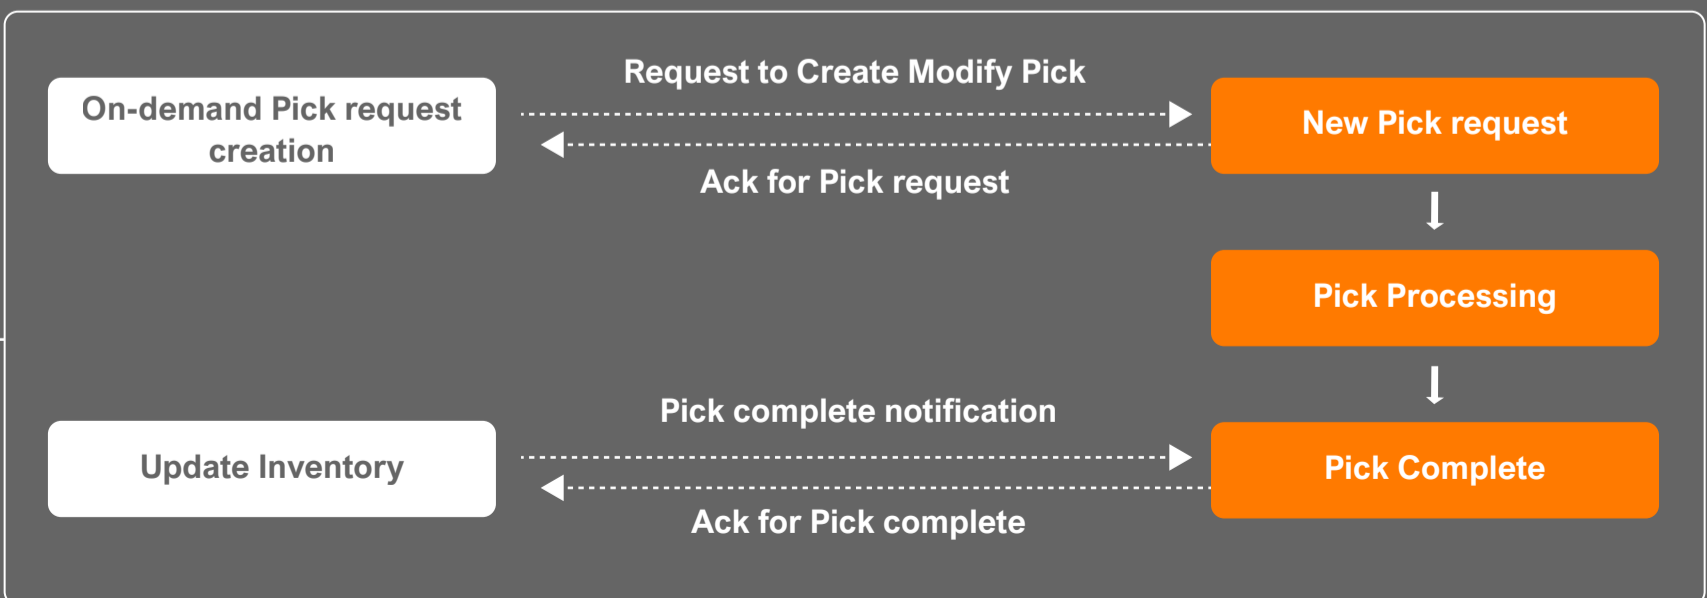 Request to Create Modify Pick
On-demand Pick request
creation
New Pick request
Ack for Pick request
Pick Processing
Pick complete notification
Update Inventory
Pick Complete
Ack for Pick complete